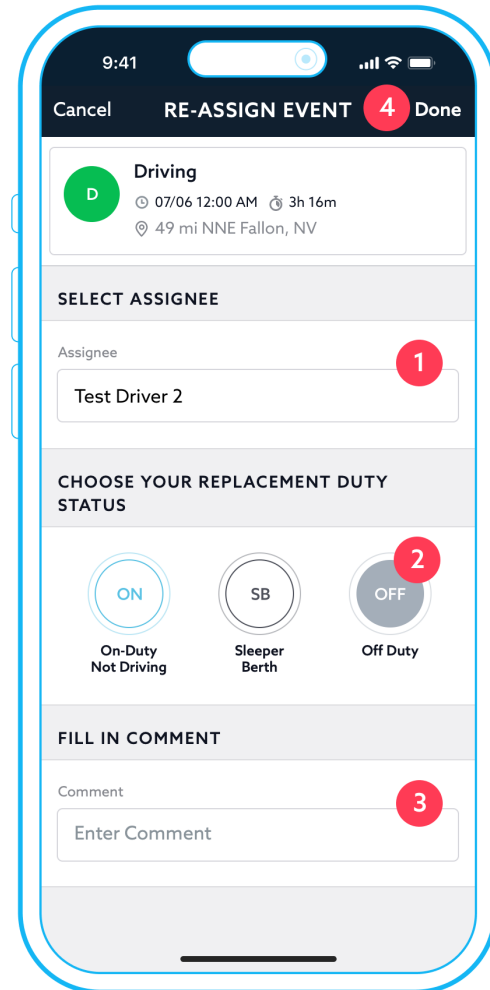 9:41
Cancel RE-ASSIGN EVENT 4 Done
Driving
D
07/06 12:00 AM 3h 16m
49 mi NNE Fallon, NV
SELECT ASSIGNEE
Assignee
1
Test Driver 2
CHOOSE YOUR REPLACEMENT DUTY
STATUS
2
ON SB OFF
On-Duty
Not Driving
Sleeper
Berth
Off Duty
FILL IN COMMENT
Comment
3
Enter Comment